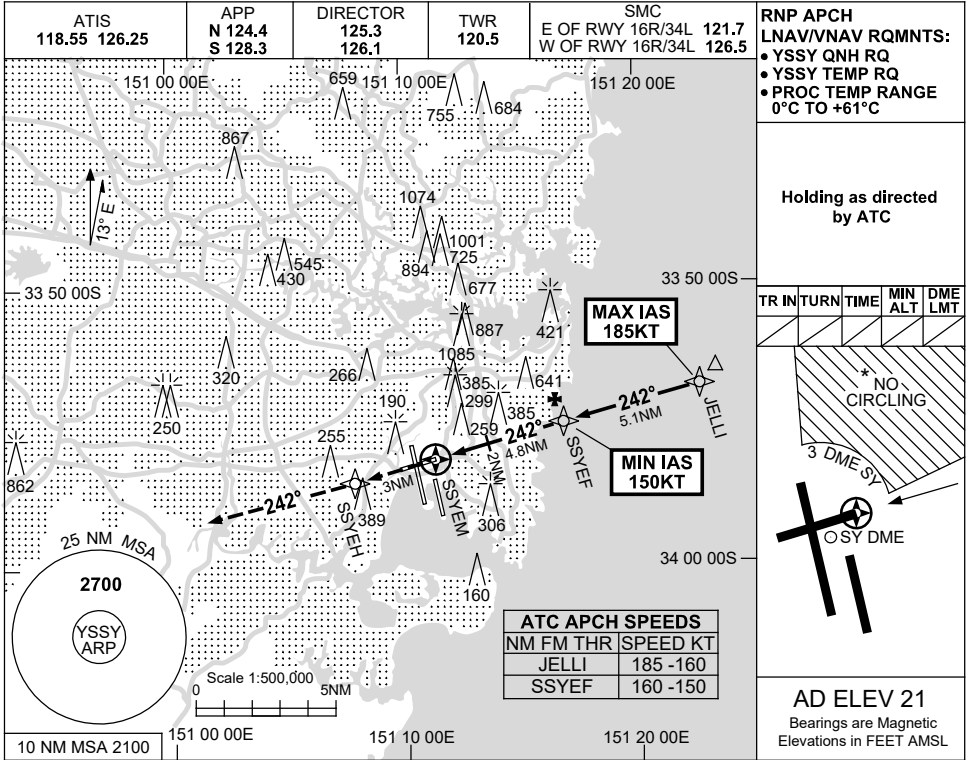 ATIS
118.55 126.25
APP
N 124.4
S 128.3
DIRECTOR
125.3
126.1
TWR
120.5
SMC
E OF RWY 16R/34L 121.7
W OF RWY 16R/34L 126.5
RNP APCH
LNAV/VNAV RQMNTS:
• YSSY QNH RQ
• YSSY TEMP RQ
• PROC TEMP RANGE
0°C TO +61°C
Holding as directed
by ATC
TR IN
TURN
TIME
MIN
ALT
DME
LMT
* NO
CIRCLING
3 DME SY
SY DME
AD ELEV 21
Bearings are Magnetic
Elevations in FEET AMSL
151 00 00E
151 10 00E
151 20 00E
659
755
684
867
13° E
1074
1001
725
894
545
430
677
33 50 00S
33 50 00S
887
421
MAX IAS
185KT
320
266
1085
385
299
259
641
385
250
190
255
862
242°
5.1NM
JELLI
242°
4.8NM
SSYEF
MIN IAS
150KT
2NM
3NM
SSYEM
242°
SSYEH
389
306
160
34 00 00S
25 NM MSA
2700
YSSY
ARP
10 NM MSA 2100
Scale 1:500,000
0
5NM
ATC APCH SPEEDS
NM FM THR SPEED KT
JELLI 185 -160
SSYEF 160 -150
151 00 00E
151 10 00E
151 20 00E